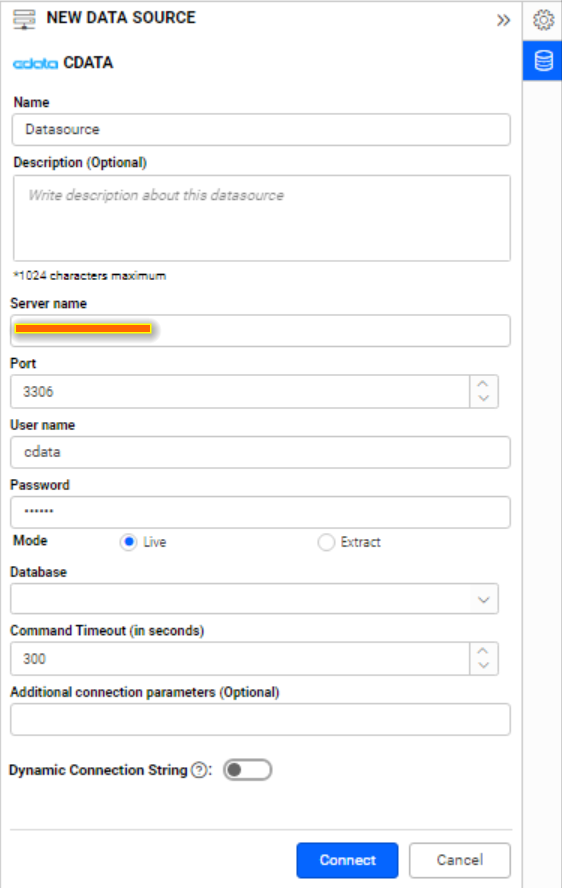 NEW DATA SOURCE
cdata CDATA
Name
Datasource
Description (Optional)
Write description about this datasource
*1024 characters maximum
Server name
Port
3306
User name
cdata
Password
••••••
Mode Live Extract
Database
Command Timeout (in seconds)
300
Additional connection parameters (Optional)
Dynamic Connection String ? :
Connect Cancel